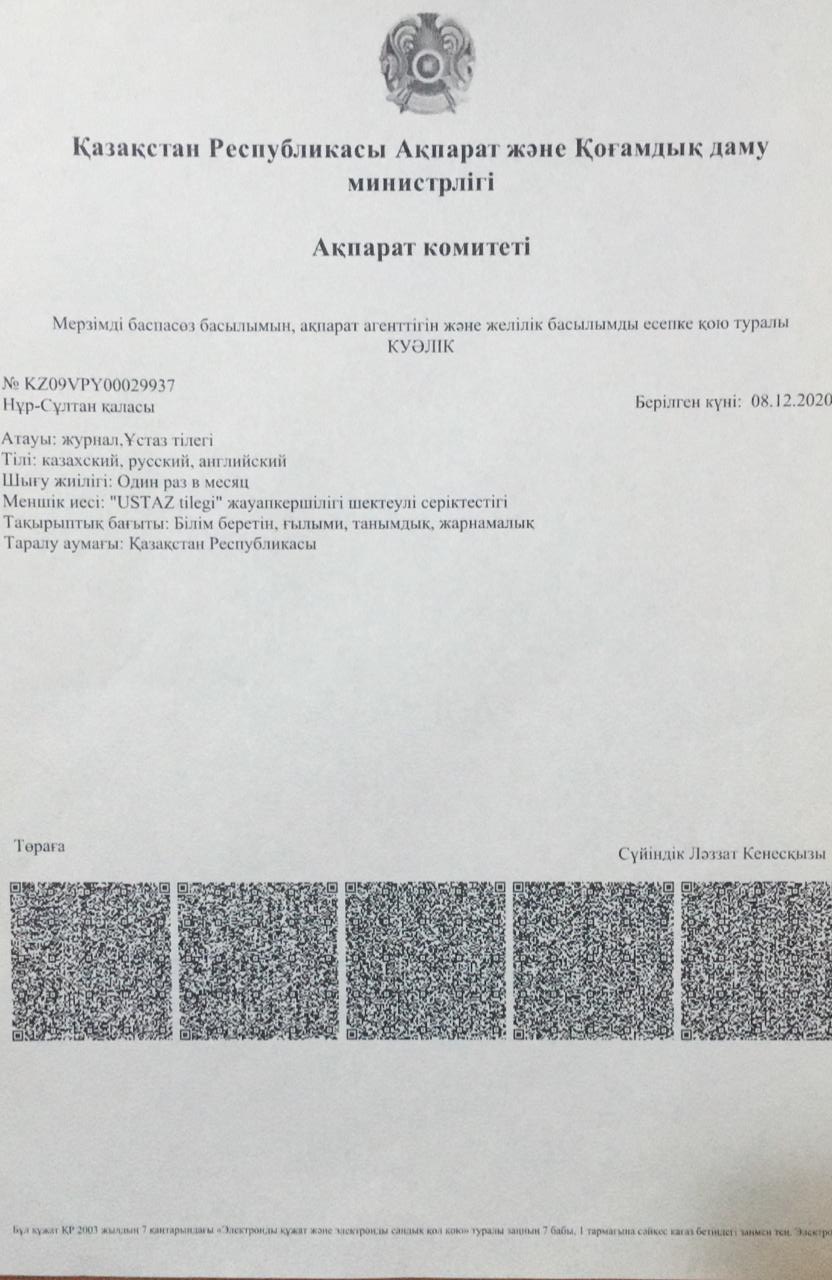 Қазақстан Республикасы Ақпарат және Қоғамдық даму
министрлігі
Ақпарат комитеті
Мерзімді баспасөз басылымын, ақпарат агенттігін және желілік басылымды есепке қою туралы
КУӘЛІК
№ KZ09VPY00029937
Нұр-Сұлтан қаласы
Берілген күні: 08.12.2020
Атауы: журнал,Ұстаз тілегі
Тілі: казахский, русский, английский
Шығу жиілігі: Один раз в месяц
Меншік иесі: "USTAZ tilegi" жауапкершілігі шектеулі серіктестігі
Тақырыптық бағыты: Білім беретін, ғылыми, танымдық, жарнамалық
Таралу аумағы: Қазақстан Республикасы
Төраға
Сүйіндік Ләззат Кенесқызы
Бұл құжат ҚР 2003 жылдың 7 қаңтарындағы «Электронды құжат және электронды сандық қол қою» туралы заңның 7 бабы, 1 тармағына сәйкес қағаз бетіндегі заңмен тең.